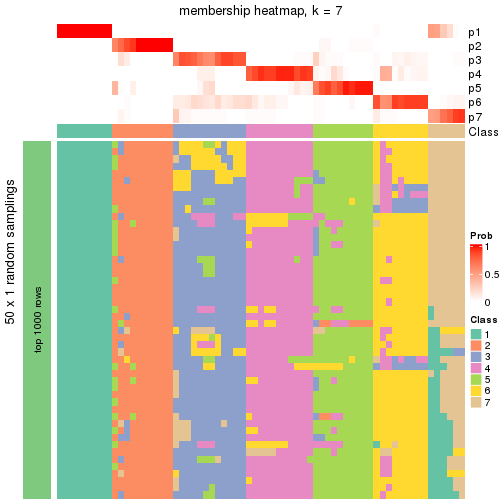 membership heatmap, k = 7
p1
p2
p3
p4
p5
p6
p7
Class
50 x 1 random samplings
top 1000 rows
Prob
1
0.5
0
Class
1
2
3
4
5
6
7